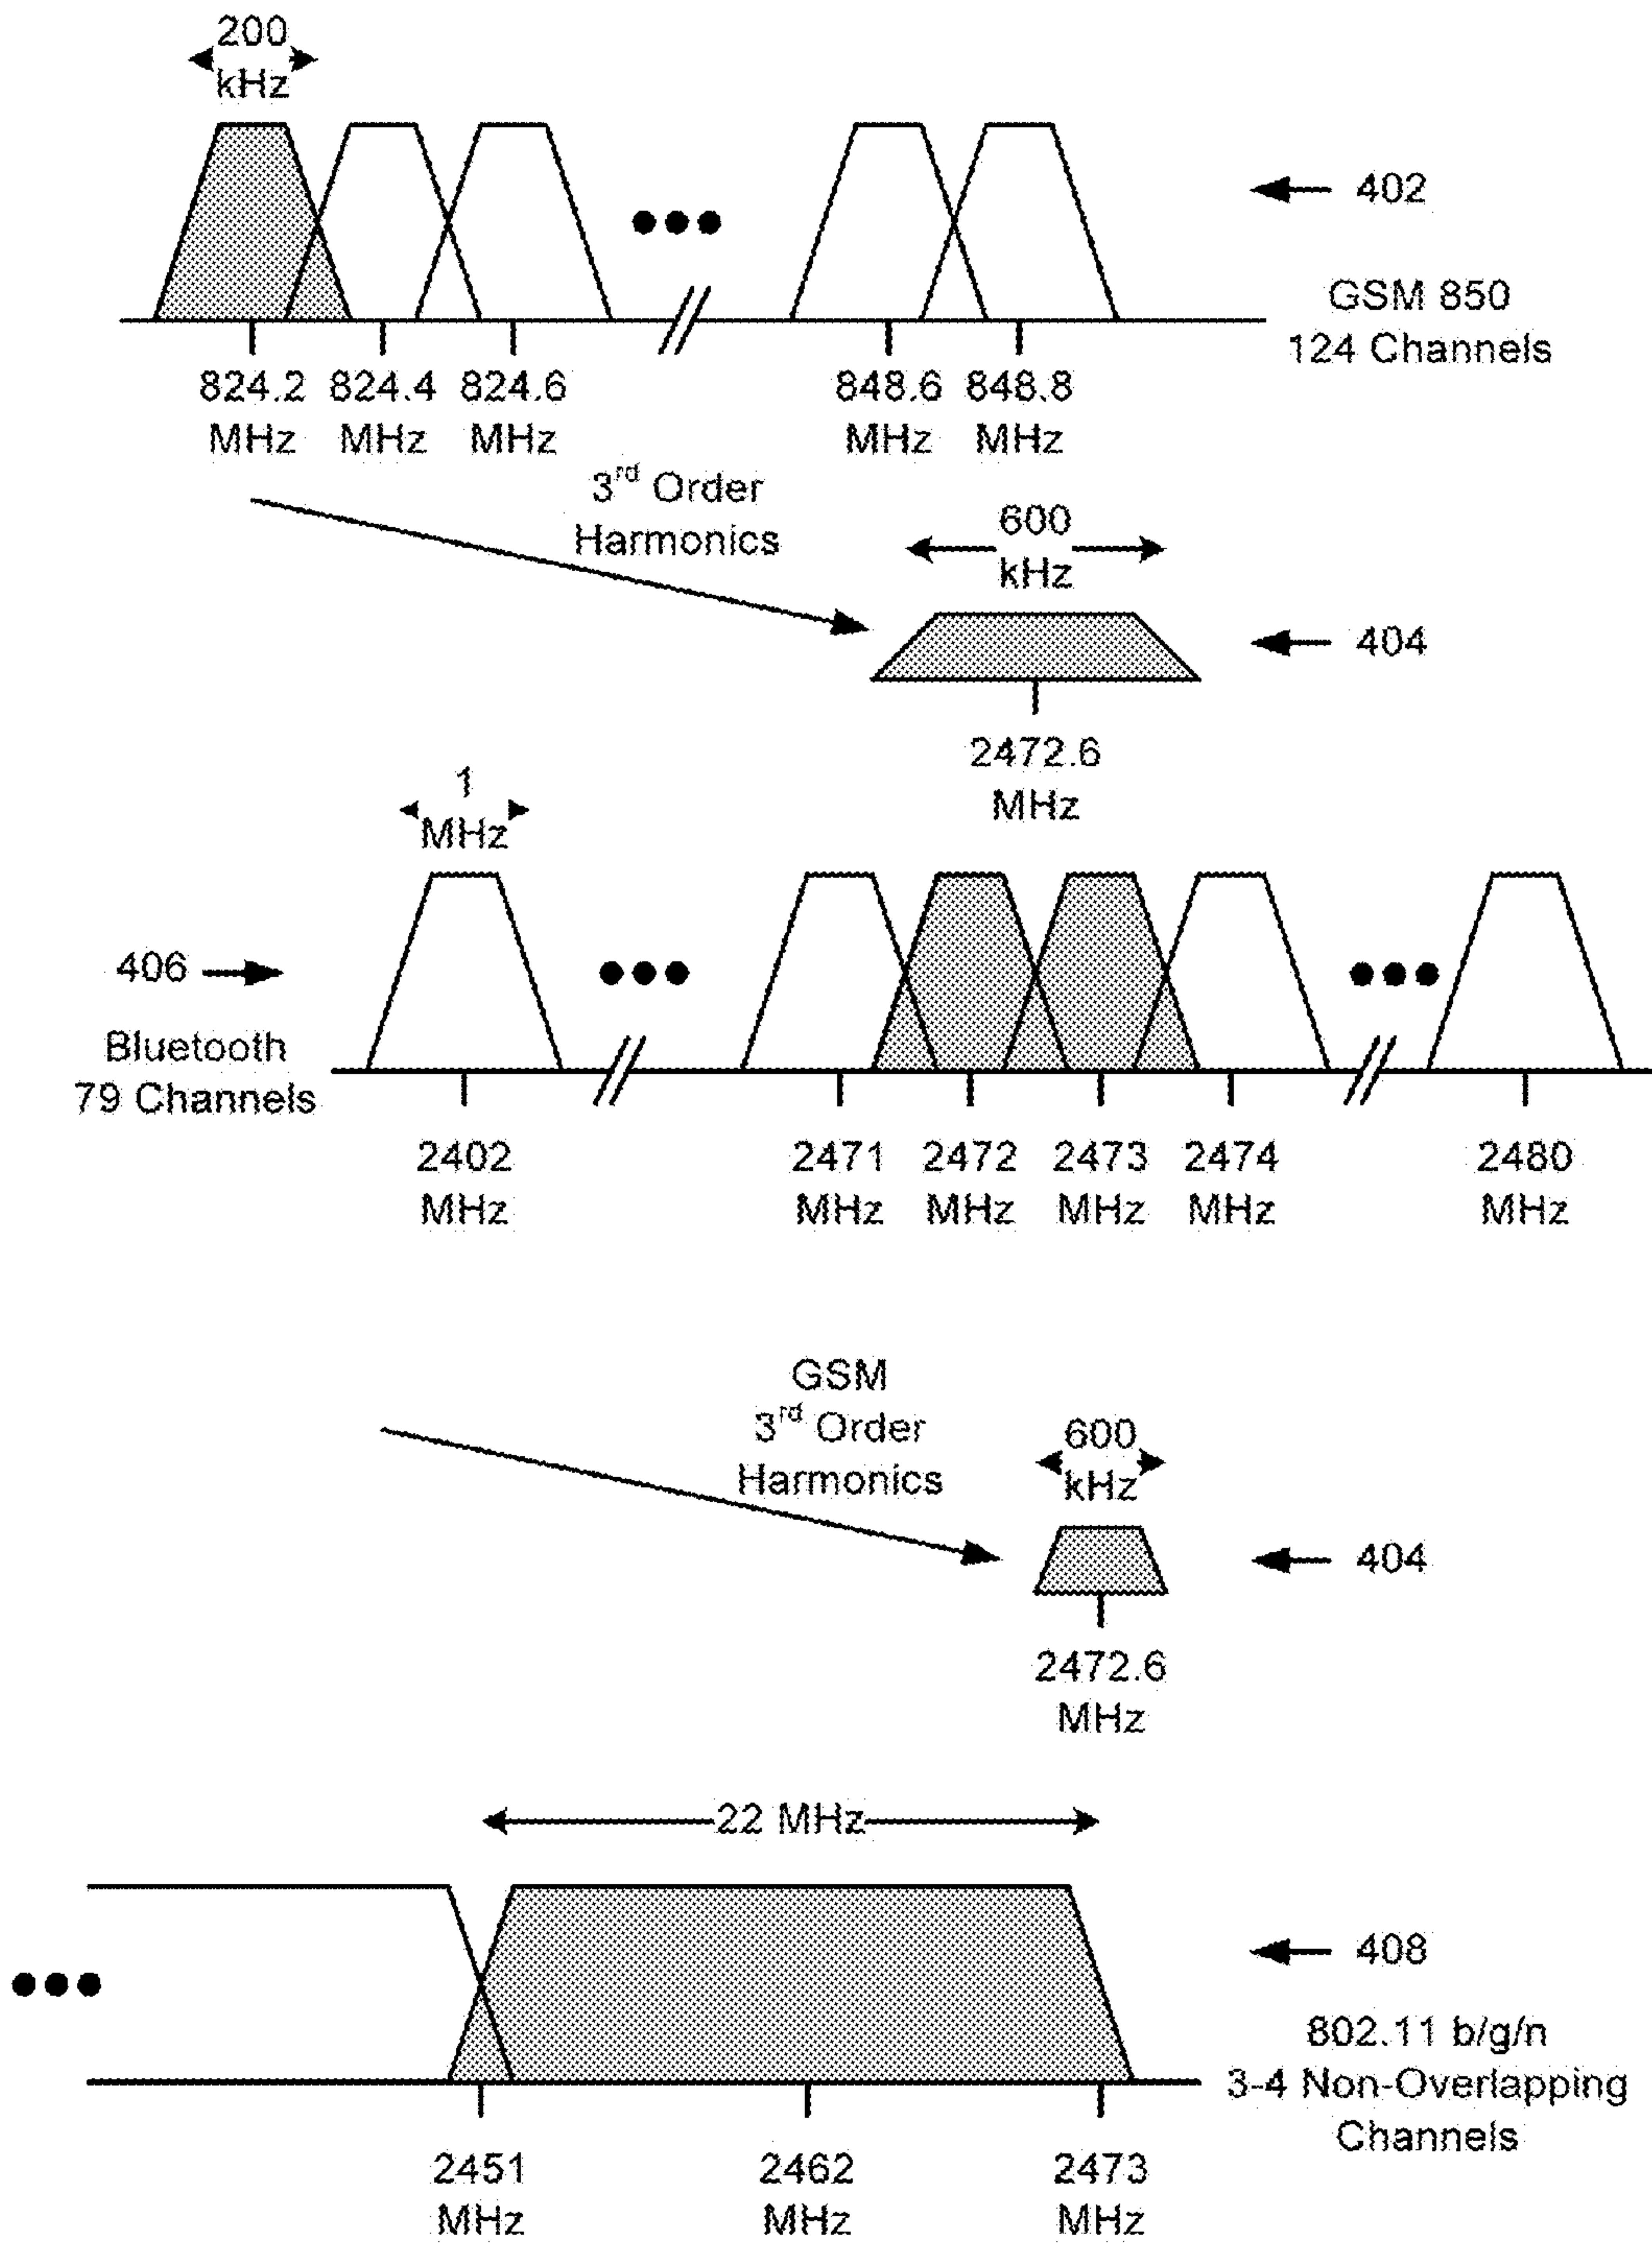 200
kHz
402
GSM 850
124 Channels
824.2 824.4 824.6 848.6 848.8
MHz MHz MHz MHz MHz
3rd Order
Harmonics
600
kHz
404
2472.6
MHz
1
MHz
406
Bluetooth
79 Channels
2402 2471 2472 2473 2474 2480
MHz MHz MHz MHz MHz MHz
GSM
3rd Order
Harmonics
600
kHz
404
2472.6
MHz
22 MHz
408
802.11 b/g/n
3-4 Non-Overlapping
Channels
2451 2462 2473
MHz MHz MHz